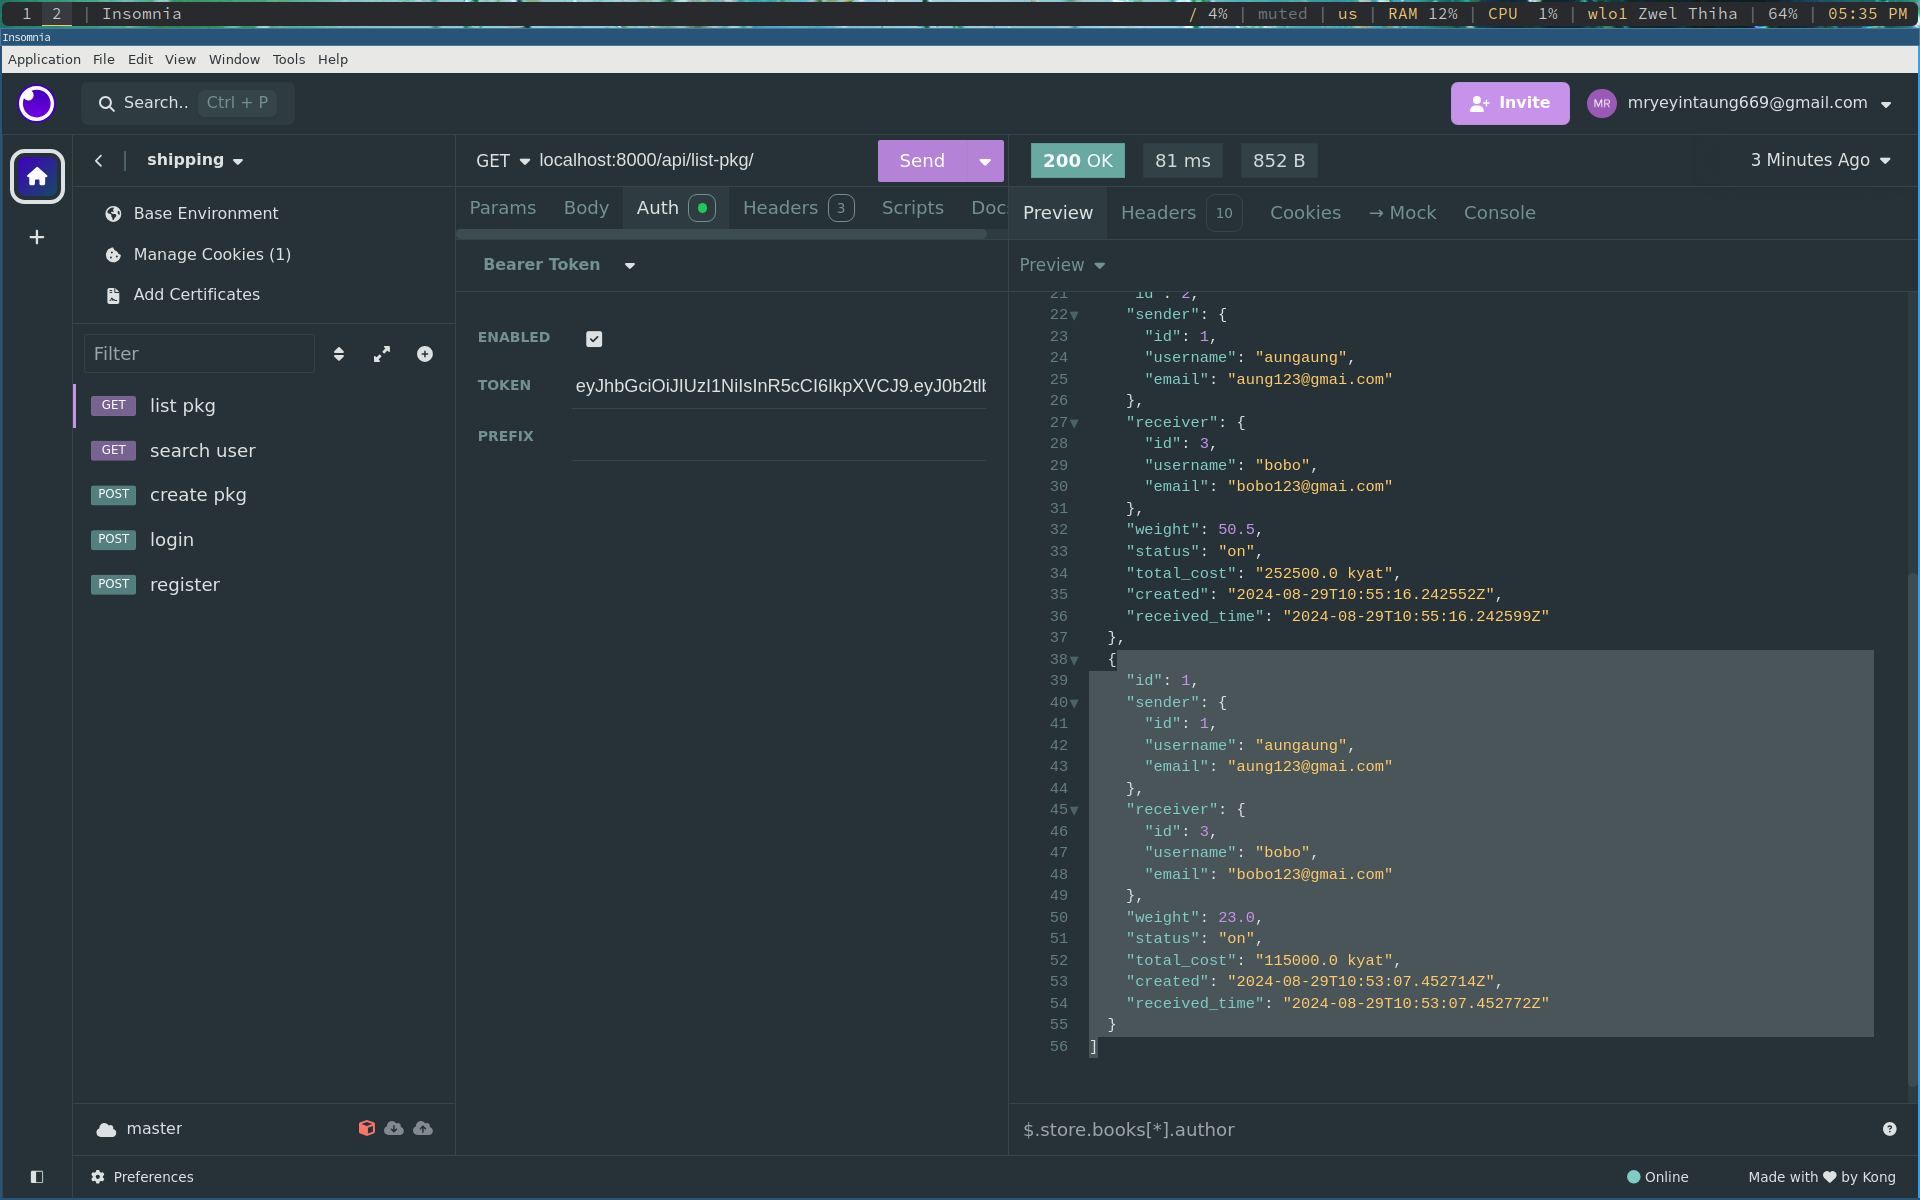 1 2 | Insomnia / 4% | muted | us | RAM 12% | CPU 1% | wlo1 Zwel Thiha | 64% | 05:35 PM
Insomnia
Application File Edit View Window Tools Help
Search.. Ctrl + P Invite MR mryeyintaung669@gmail.com
shipping
Base Environment
Manage Cookies (1)
Add Certificates
Filter
GET list pkg
GET search user
POST create pkg
POST login
POST register
master
Preferences
GET localhost:8000/api/list-pkg/ Send
Params Body Auth Headers 3 Scripts Docs
Bearer Token
ENABLED
TOKEN eyJhbGciOiJIUzI1NiIsInR5cCI6IkpXVCJ9.eyJ0b2tlb
PREFIX
200 OK 81 ms 852 B 3 Minutes Ago
Preview Headers 10 Cookies → Mock Console
Preview
21 "id": 2,
22 "sender": {
23 "id": 1,
24 "username": "aungaung",
25 "email": "aung123@gmai.com"
26 },
27 "receiver": {
28 "id": 3,
29 "username": "bobo",
30 "email": "bobo123@gmai.com"
31 },
32 "weight": 50.5,
33 "status": "on",
34 "total_cost": "252500.0 kyat",
35 "created": "2024-08-29T10:55:16.242552Z",
36 "received_time": "2024-08-29T10:55:16.242599Z"
37 },
38 {
39 "id": 1,
40 "sender": {
41 "id": 1,
42 "username": "aungaung",
43 "email": "aung123@gmai.com"
44 },
45 "receiver": {
46 "id": 3,
47 "username": "bobo",
48 "email": "bobo123@gmai.com"
49 },
50 "weight": 23.0,
51 "status": "on",
52 "total_cost": "115000.0 kyat",
53 "created": "2024-08-29T10:53:07.452714Z",
54 "received_time": "2024-08-29T10:53:07.452772Z"
55 }
56 ]
$.store.books[*].author
Online Made with ♥ by Kong